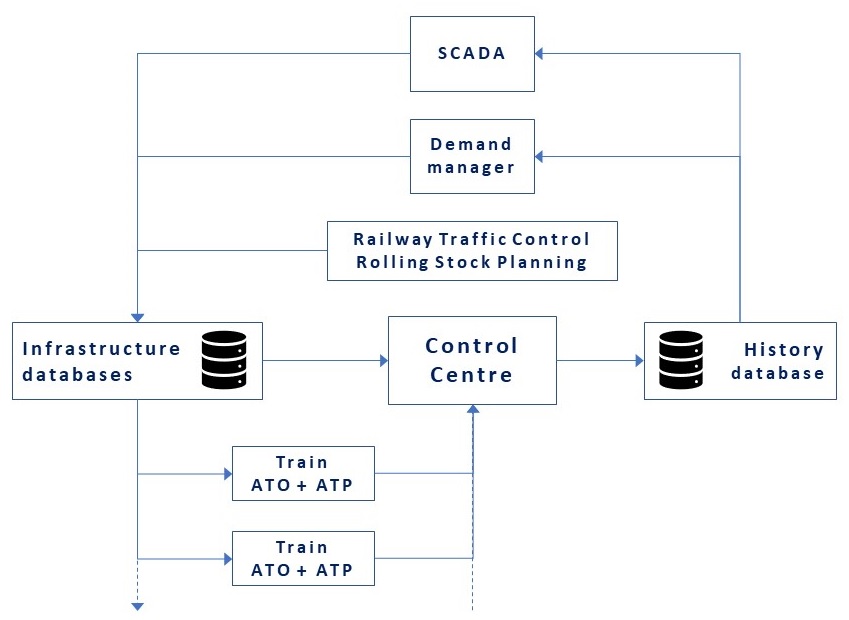 SCADA
Demand
manager
Railway Traffic Control
Rolling Stock Planning
Infrastructure
databases
Control
Centre
History
database
Train
ATO + ATP
Train
ATO + ATP